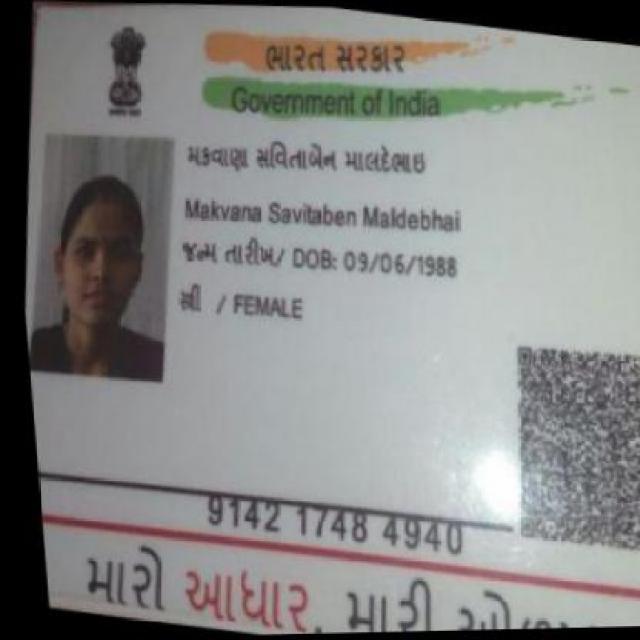 ભારત સરકાર
Government of India
મકવાણા સવિતાબેન માલદેભાઇ
Makvana Savitaben Maldebhai
જન્મ તારીખ/ DOB: 09/06/1988
સ્ત્રી / FEMALE
9142 1748 4940
મારો આધાર, મારી